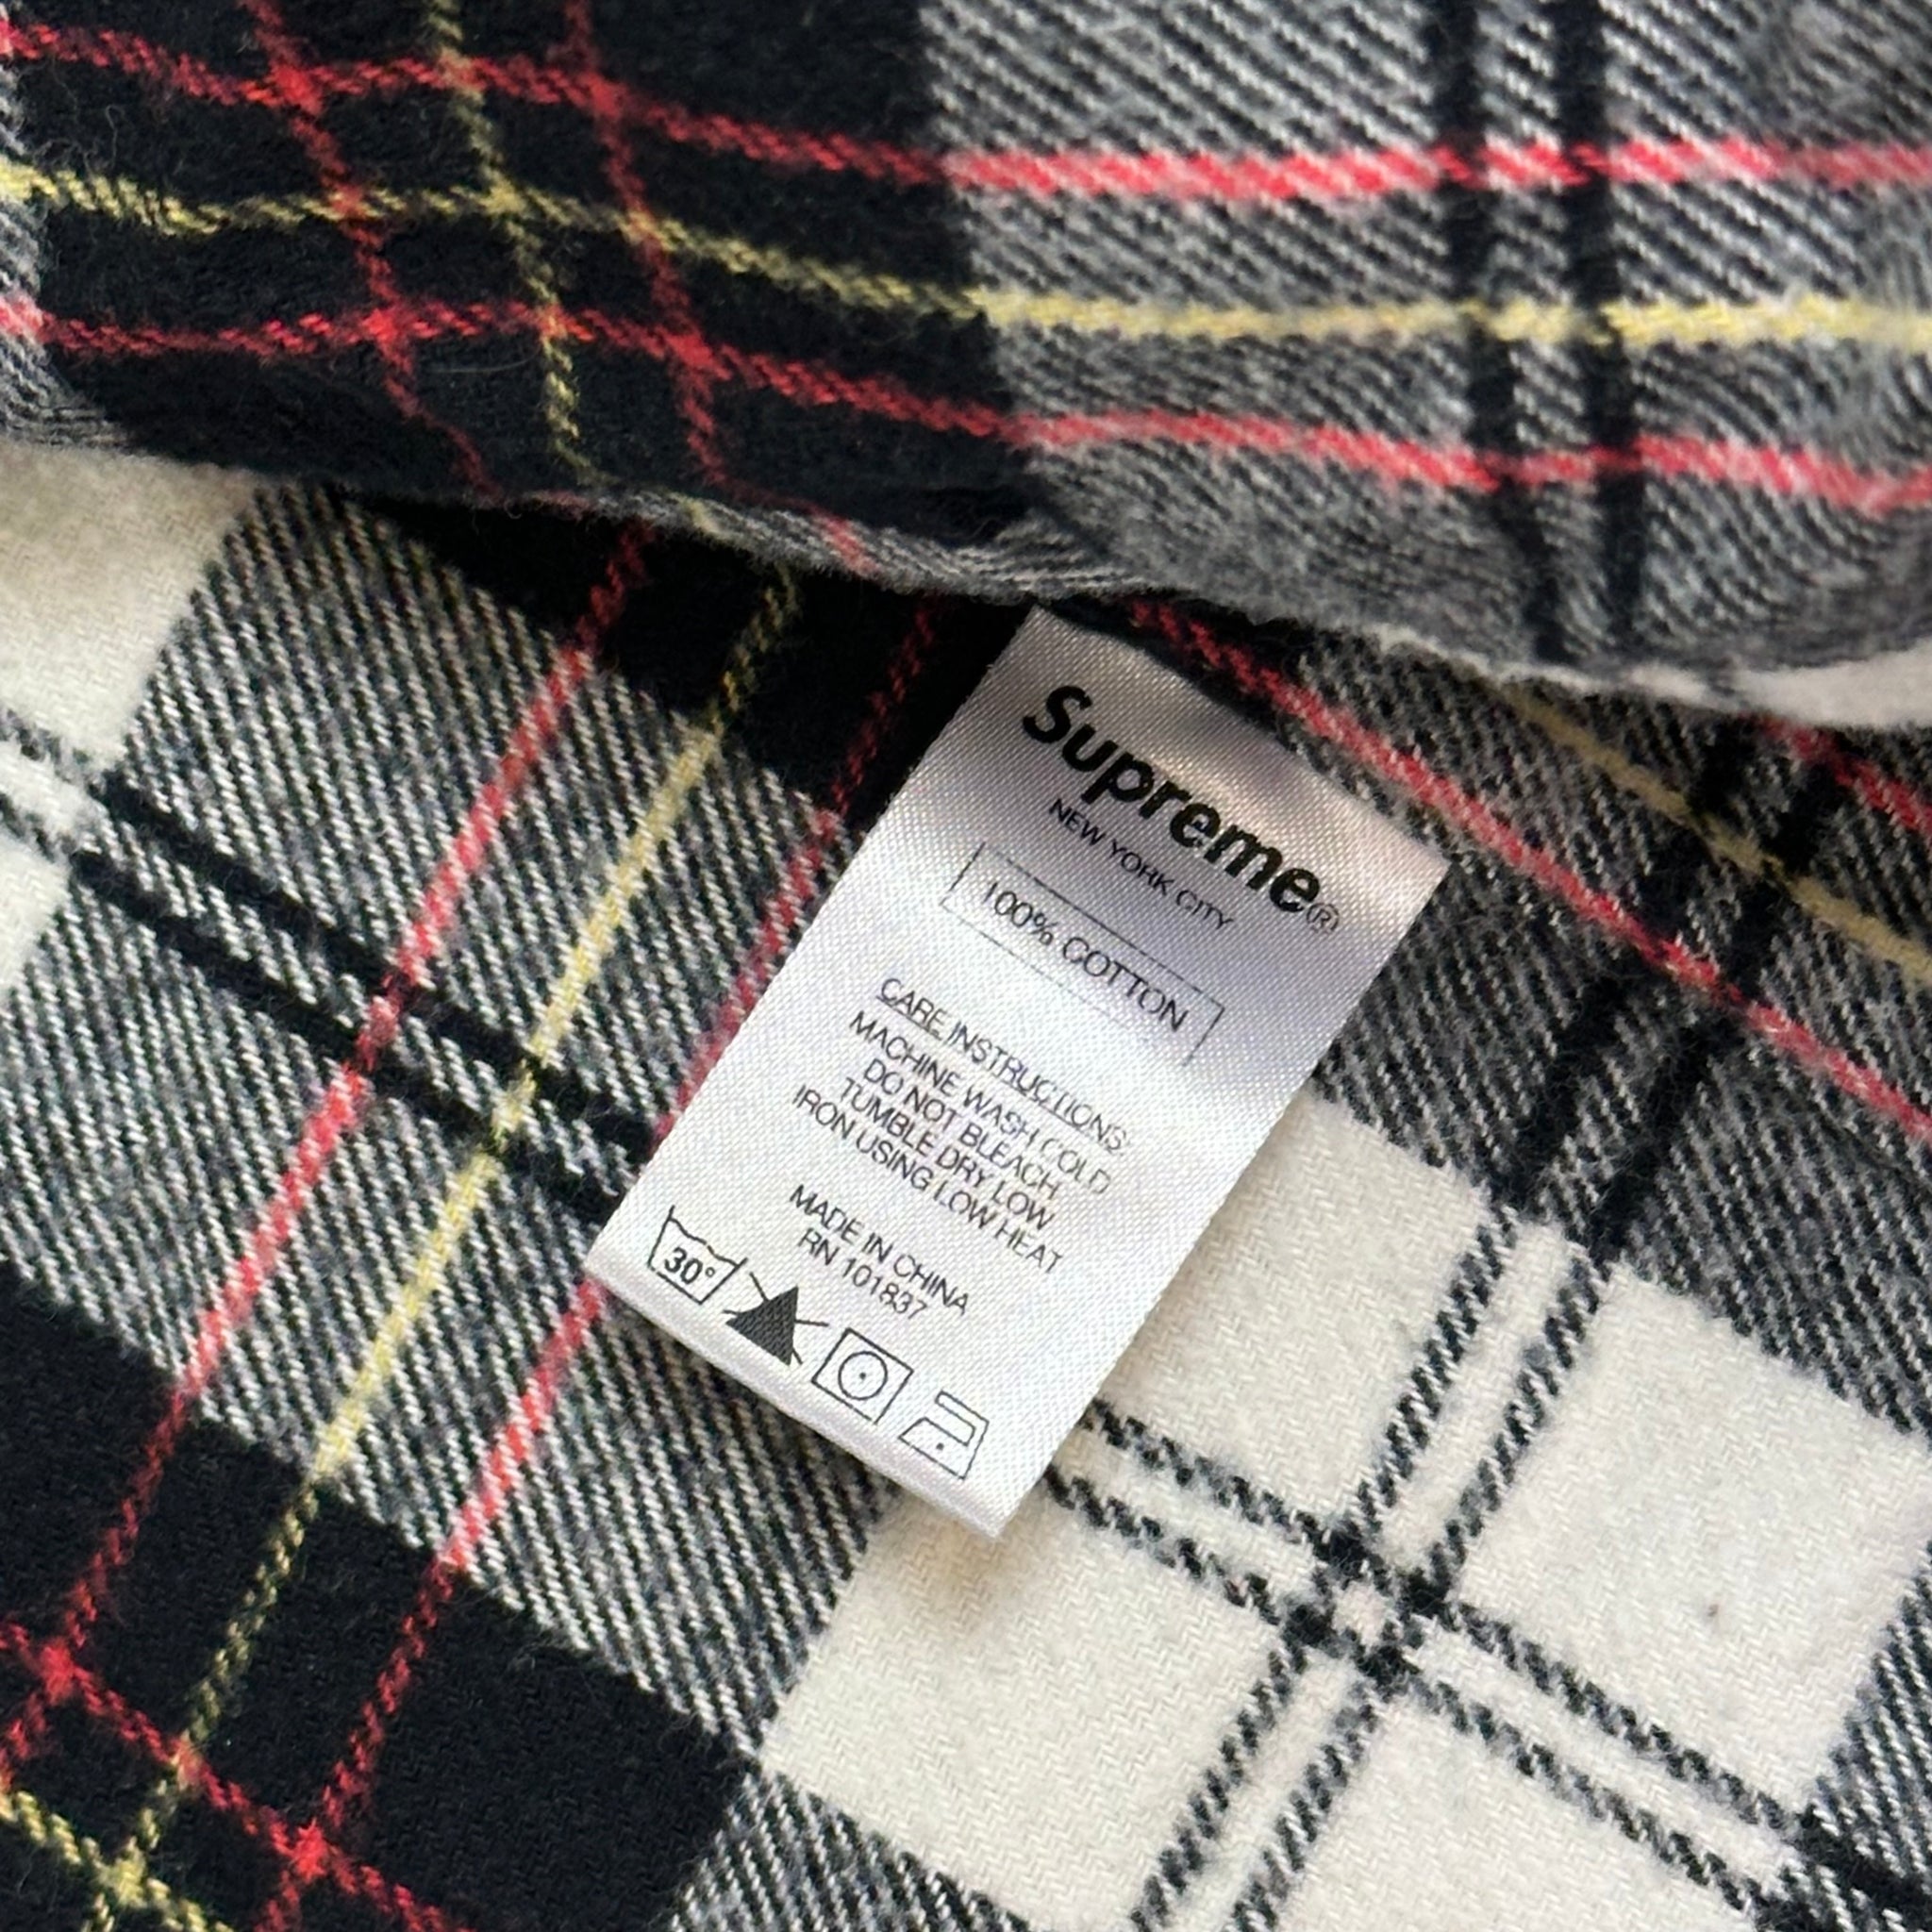 Supreme®
NEW YORK CITY
100% COTTON
CARE INSTRUCTIONS:
MACHINE WASH COLD
DO NOT BLEACH
TUMBLE DRY LOW
IRON USING LOW HEAT
MADE IN CHINA
RN 101837
30°